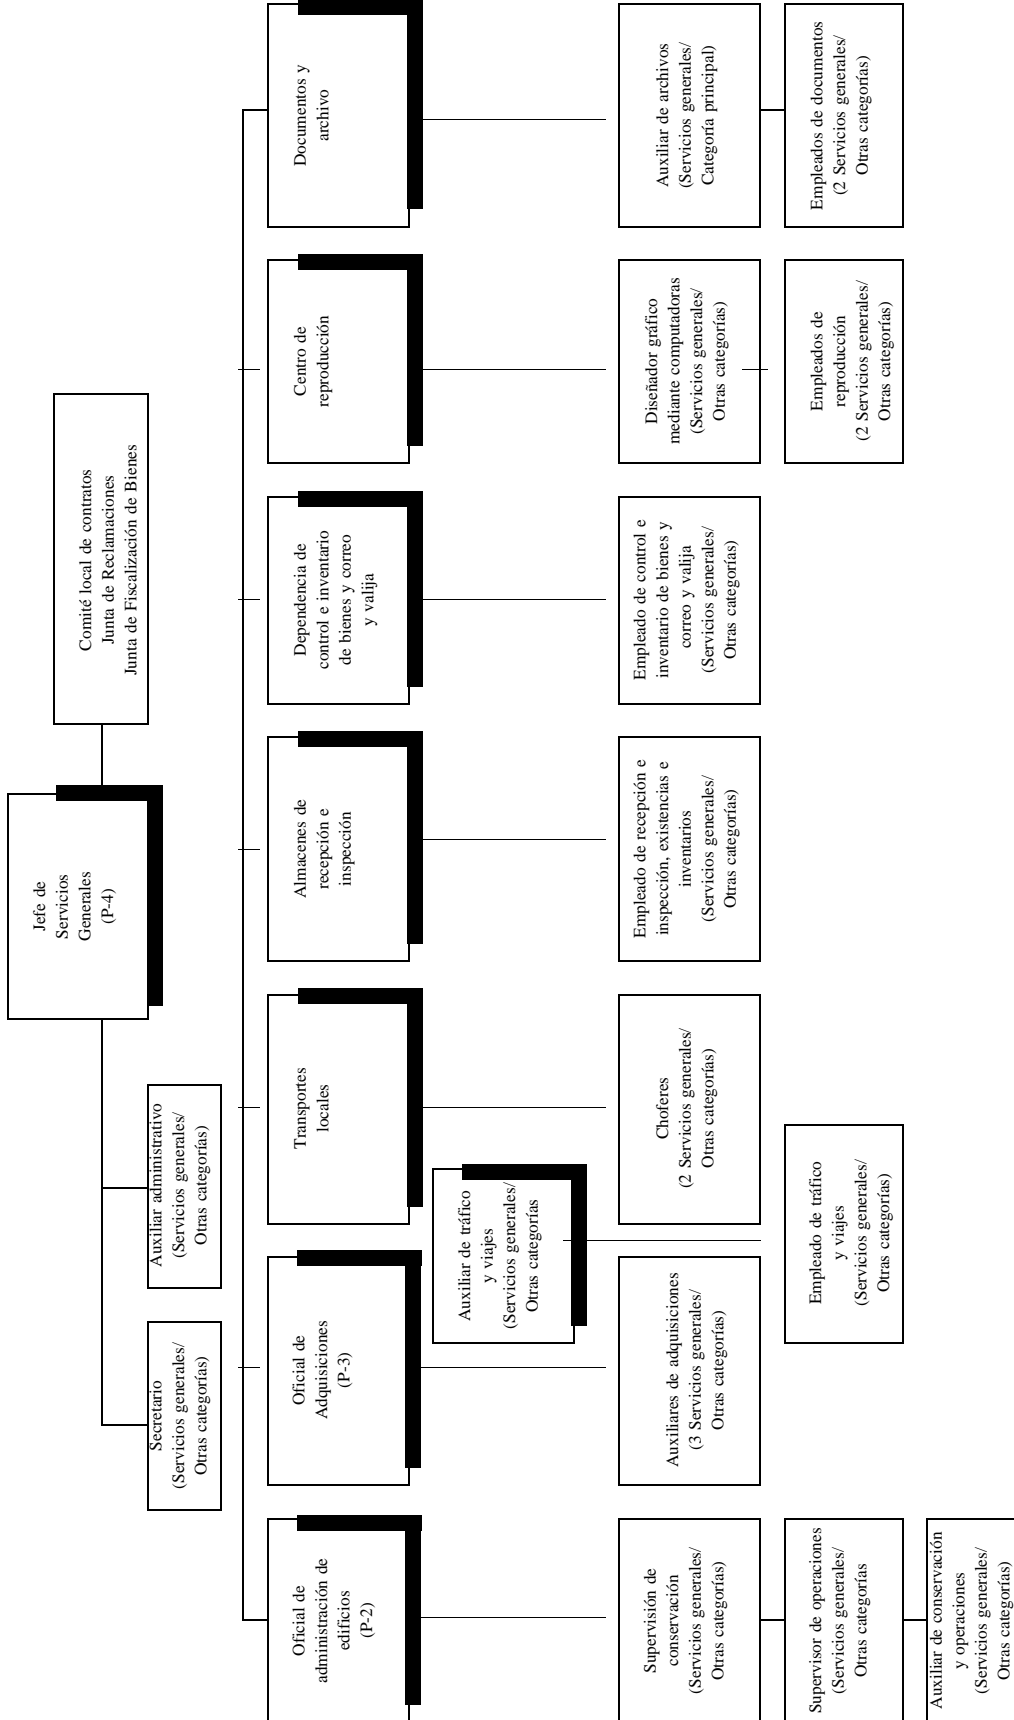 Jefe de
Servicios
Generales
(P-4)
Comité local de contratos
Junta de Reclamaciones
Junta de Fiscalización de Bienes
Secretario
(Servicios generales/
Otras categorías)
Auxiliar administrativo
(Servicios generales/
Otras categorías)
Oficial de
administración de
edificios
(P-2)
Oficial de
Adquisiciones
(P-3)
Transportes
locales
Almacenes de
recepción e
inspección
Dependencia de
control e inventario
de bienes y correo
y valija
Centro de
reproducción
Documentos y
archivo
Auxiliar de tráfico
y viajes
(Servicios generales/
Otras categorías
Supervisión de
conservación
(Servicios generales/
Otras categorías)
Auxiliares de adquisiciones
(3 Servicios generales/
Otras categorías)
Choferes
(2 Servicios generales/
Otras categorías)
Empleado de recepción e
inspección, existencias e
inventarios
(Servicios generales/
Otras categorías)
Empleado de control e
inventario de bienes y
correo y valija
(Servicios generales/
Otras categorías)
Diseñador gráfico
mediante computadoras
(Servicios generales/
Otras categorías)
Auxiliar de archivos
(Servicios generales/
Categoría principal)
Supervisor de operaciones
(Servicios generales/
Otras categorías
Empleado de tráfico
y viajes
(Servicios generales/
Otras categorías)
Empleados de
reproducción
(2 Servicios generales/
Otras categorías)
Empleados de documentos
(2 Servicios generales/
Otras categorías)
Auxiliar de conservación
y operaciones
(Servicios generales/
Otras categorías)